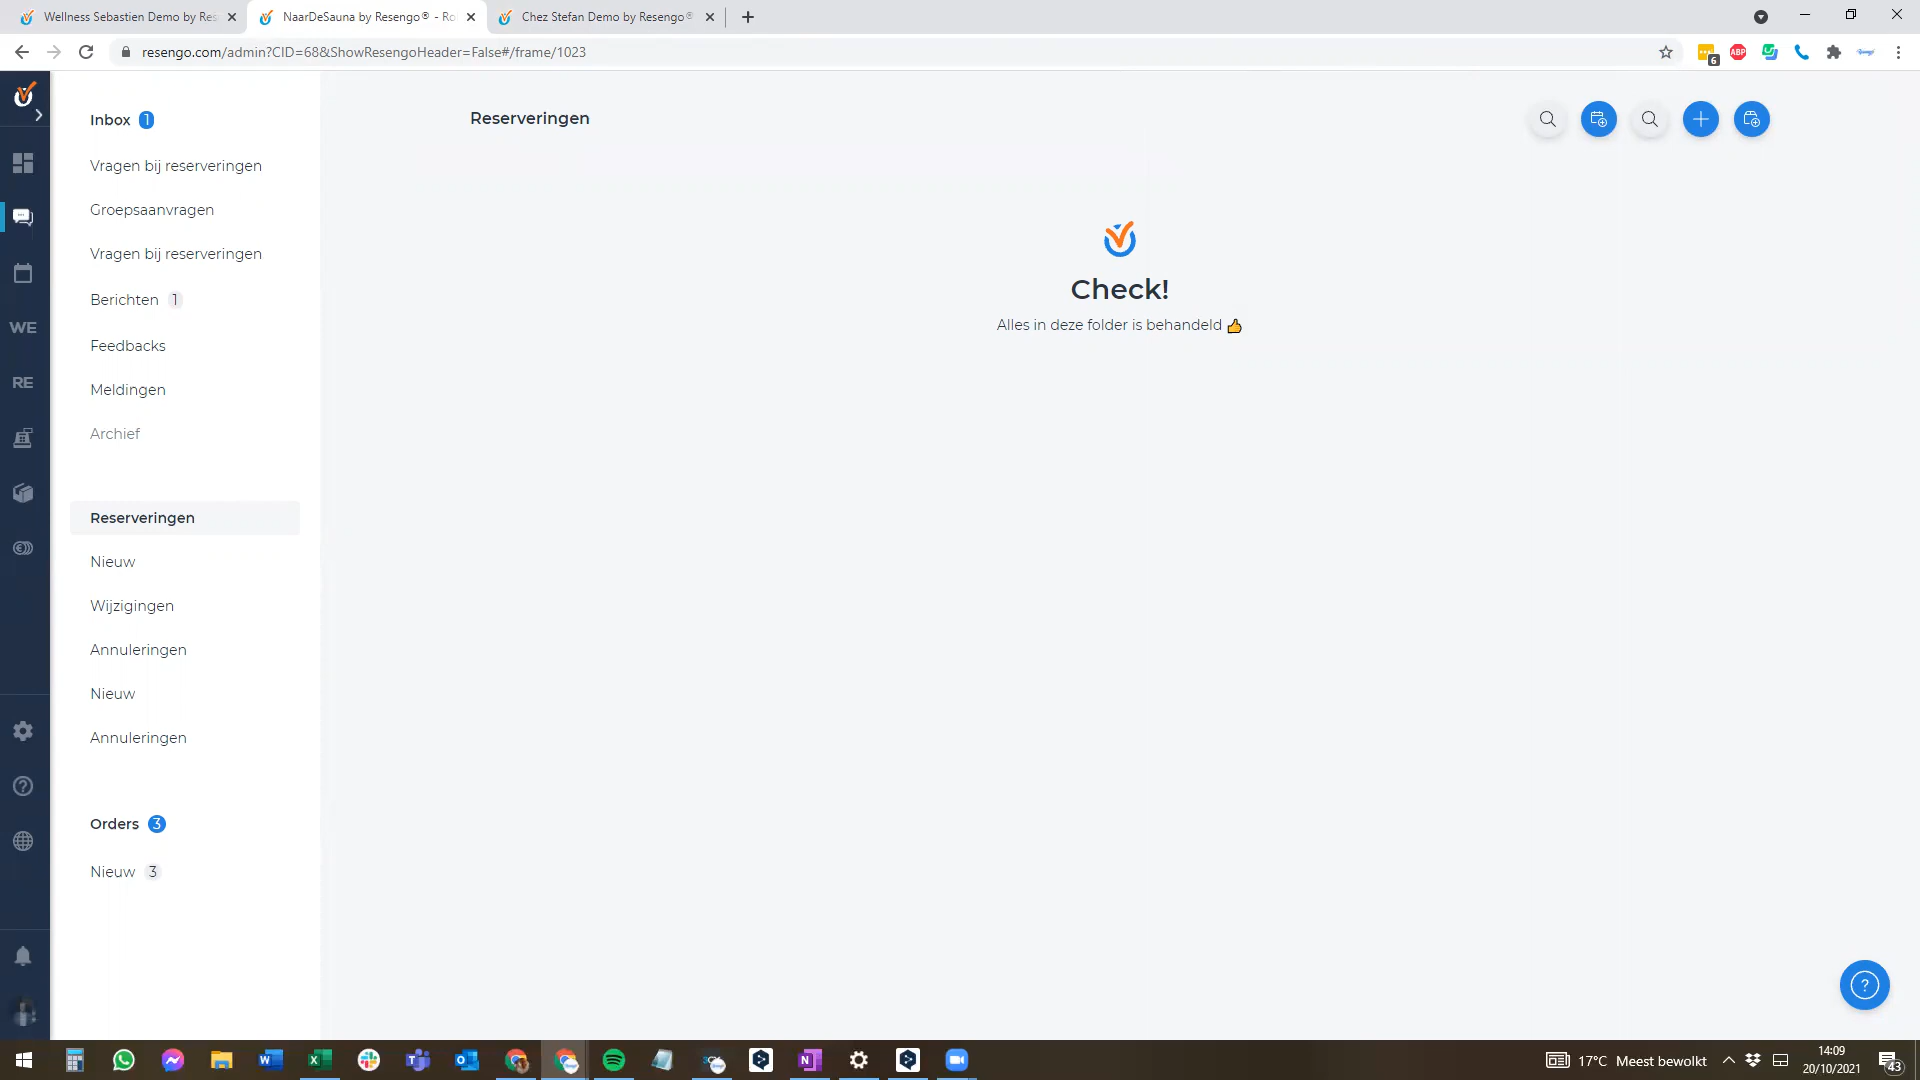 Wellness Sebastien Demo by Res
NaarDeSauna by Resengo® - Ro
Chez Stefan Demo by Resengo®
resengo.com/admin?CID=68&ShowResengoHeader=False#/frame/1023
6
ABP
Inbox 1
Vragen bij reserveringen
Groepsaanvragen
Vragen bij reserveringen
Berichten 1
Feedbacks
Meldingen
Archief
Reserveringen
Nieuw
Wijzigingen
Annuleringen
Nieuw
Annuleringen
Orders 3
Nieuw 3
WE
RE
Reserveringen
Check!
Alles in deze folder is behandeld
?
17°C Meest bewolkt
14:09
20/10/2021
43